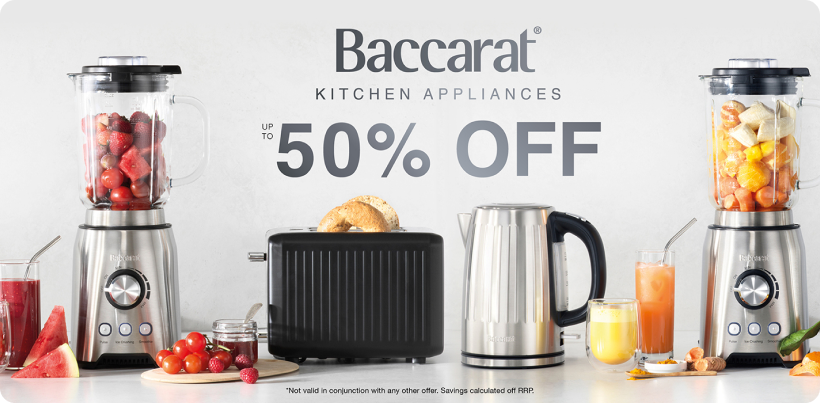 Baccarat®
KITCHEN APPLIANCES
UP TO 50% OFF
*Not valid in conjunction with any other offer. Savings calculated off RRP.